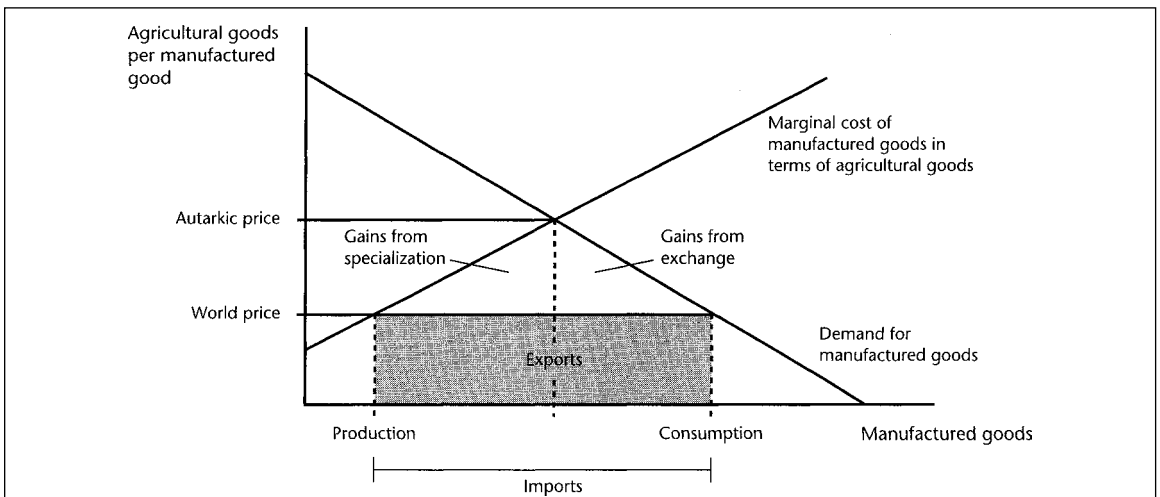 Agricultural goods
per manufactured
good
Marginal cost of
manufactured goods in
terms of agricultural goods
Autarkic price
Gains from
specialization
Gains from
exchange
World price
Demand for
manufactured goods
Exports
Production
Consumption
Manufactured goods
Imports